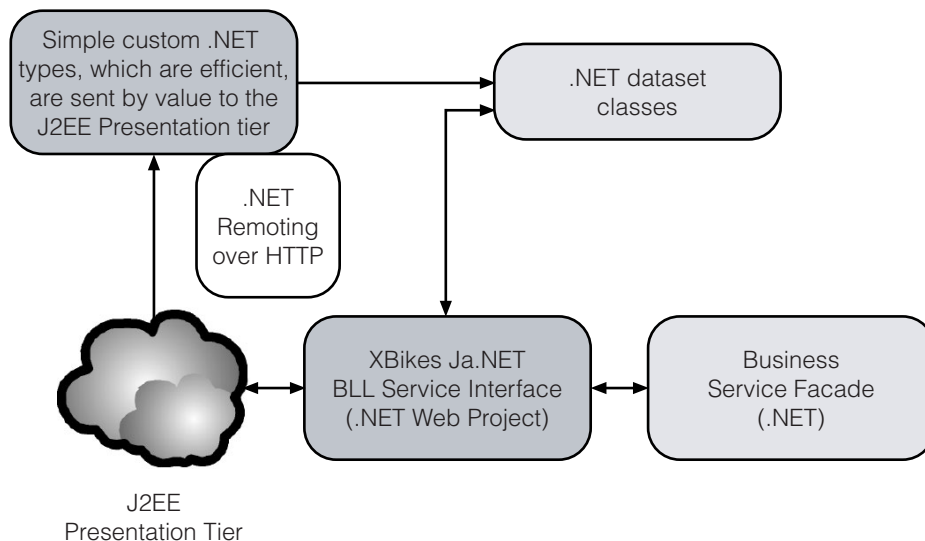 Simple custom .NET
types, which are efficient,
are sent by value to the
J2EE Presentation tier
.NET dataset
classes
.NET
Remoting
over HTTP
XBikes Ja.NET
BLL Service Interface
(.NET Web Project)
Business
Service Facade
(.NET)
J2EE
Presentation Tier